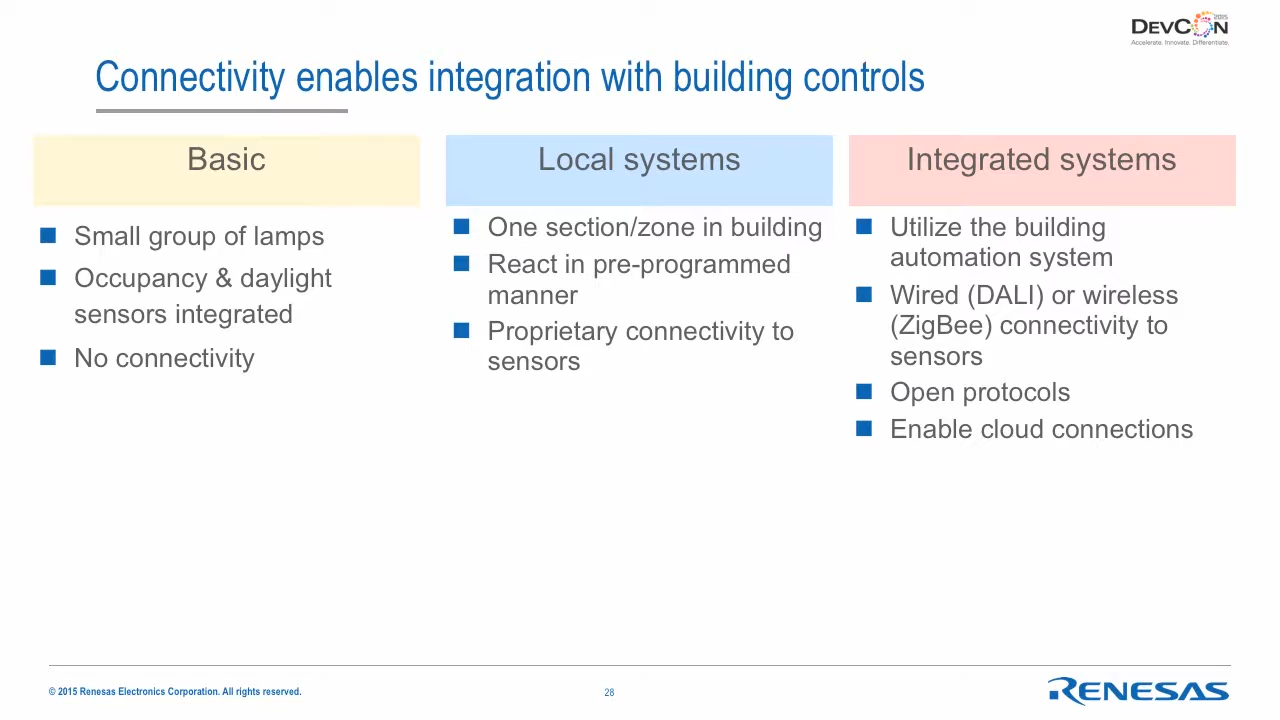 2015
DEVCON
Accelerate. Innovate. Differentiate.
Connectivity enables integration with building controls
Basic
Small group of lamps
Occupancy & daylight
sensors integrated
No connectivity
Local systems
One section/zone in building
React in pre-programmed
manner
Proprietary connectivity to
sensors
Integrated systems
Utilize the building
automation system
Wired (DALI) or wireless
(ZigBee) connectivity to
sensors
Open protocols
Enable cloud connections
© 2015 Renesas Electronics Corporation. All rights reserved.
28
RENESAS